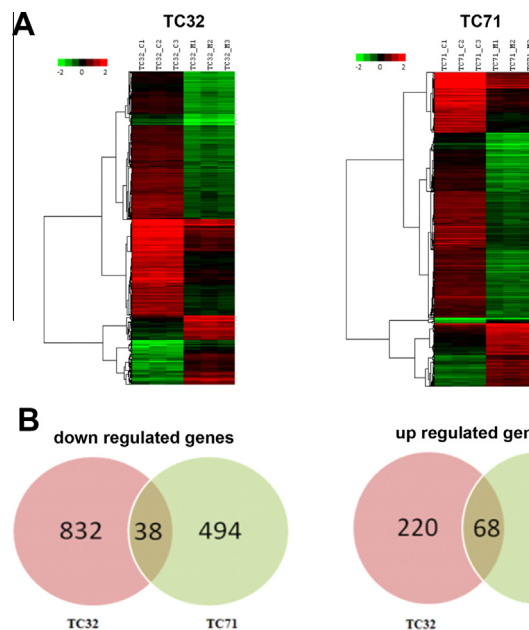 A
TC32
TC71
TC32_C1
TC32_C2
TC32_C3
TC32_M1
TC32_M2
TC32_M3
TC71_C1
TC71_C2
TC71_C3
TC71_M1
TC71_M2
-2 0 2
-2 0 2
B
down regulated genes
up regulated gen
832 38 494
220 68
TC32 TC71
TC32